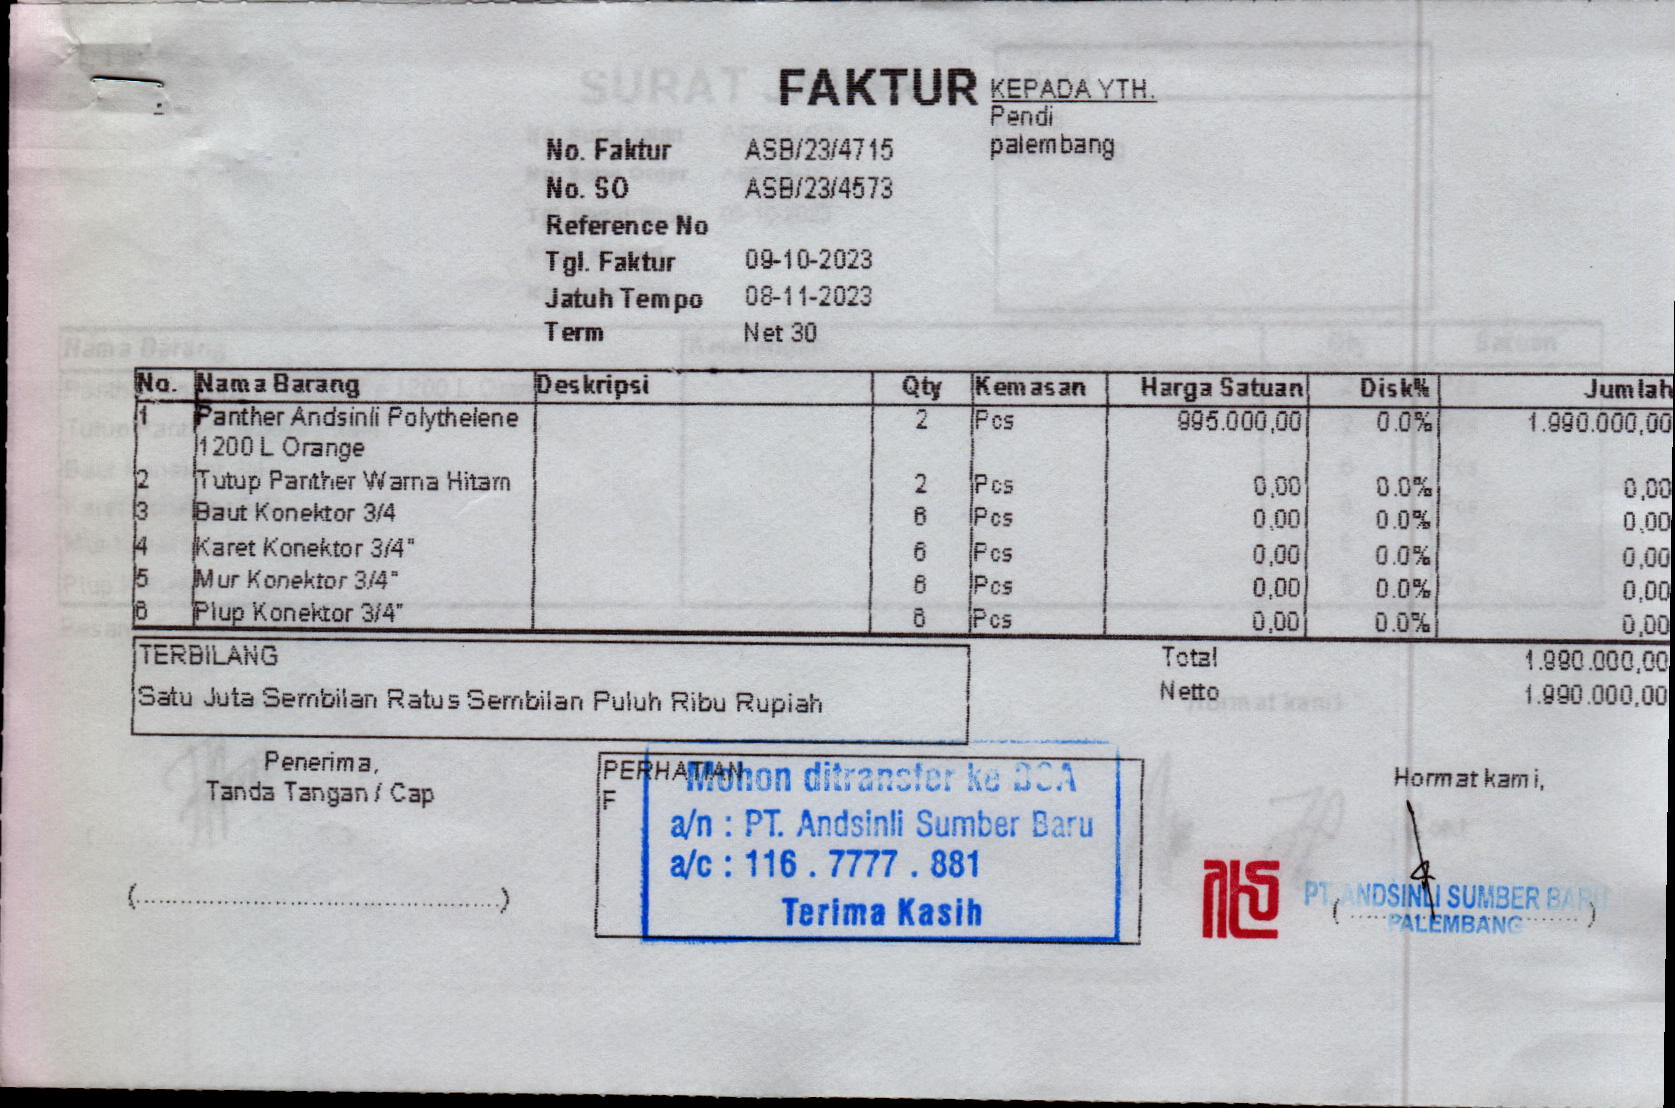 FAKTUR
KEPADA YTH.
Pendi
palembang
No. Faktur ASB/23/4715
No. SO ASB/23/4573
Reference No
Tgl. Faktur 09-10-2023
Jatuh Tempo 08-11-2023
Term Net 30
No. Nama Barang Deskripsi Qty Kemasan Harga Satuan Disk% Jumlah
1 Panther Andsinli Polythelene 2 Pcs 995.000,00 0.0% 1.990.000,00
1200 L Orange
2 Tutup Panther Warna Hitam 2 Pcs 0,00 0.0% 0,00
3 Baut Konektor 3/4 6 Pcs 0,00 0.0% 0,00
4 Karet Konektor 3/4" 6 Pcs 0,00 0.0% 0,00
5 Mur Konektor 3/4" 6 Pcs 0,00 0.0% 0,00
6 Plup Konektor 3/4" 6 Pcs 0,00 0.0% 0,00
TERBILANG
Satu Juta Sembilan Ratus Sembilan Puluh Ribu Rupiah
Total 1.990.000,00
Netto 1.990.000,00
Penerima,
Tanda Tangan / Cap
PERHATIAN
F
Mohon ditransfer ke BCA
a/n : PT. Andsinli Sumber Baru
a/c : 116 . 7777 . 881
Terima Kasih
Hormat kami,
PT. ANDSINLI SUMBER BARU
PALEMBANG